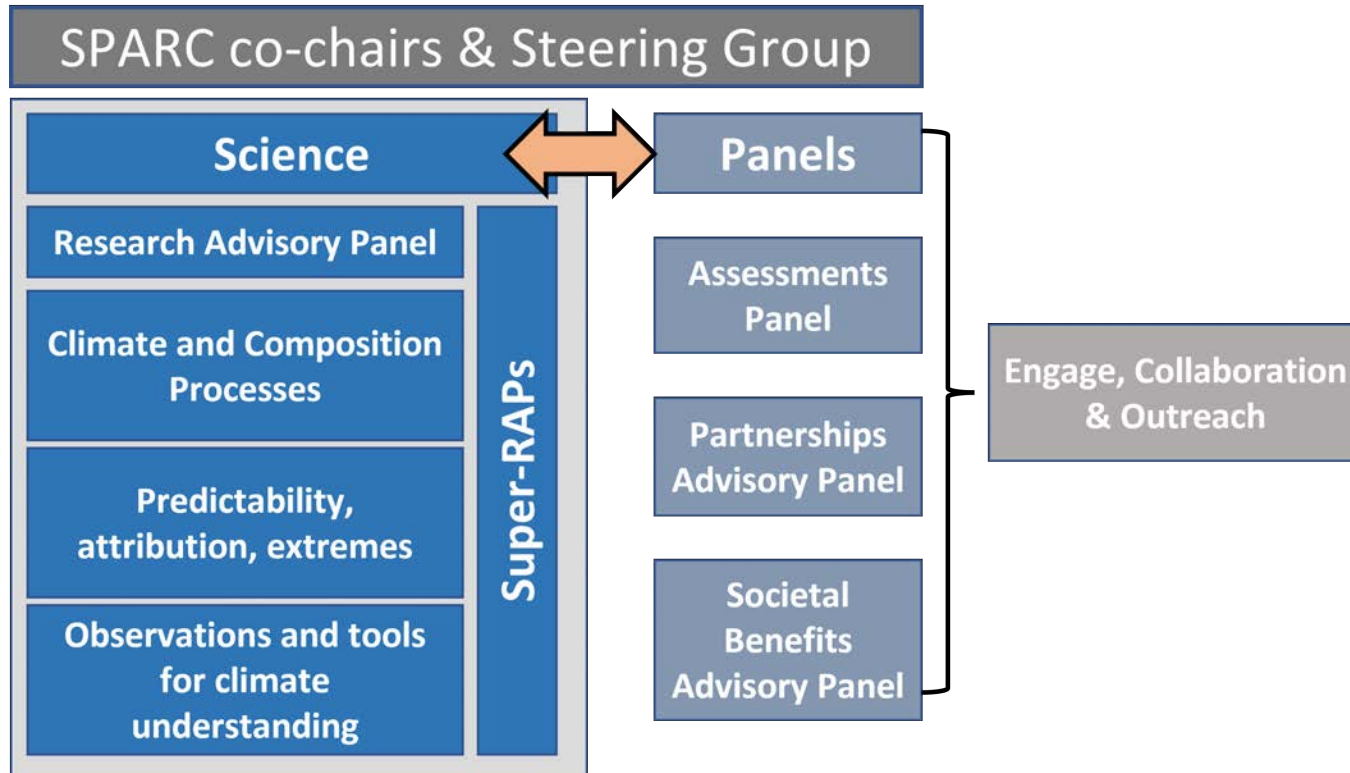 SPARC co-chairs & Steering Group
Science
Research Advisory Panel
Climate and Composition
Processes
Predictability,
attribution, extremes
Observations and tools
for climate
understanding
Super-RAPs
Panels
Assessments
Panel
Partnerships
Advisory Panel
Societal
Benefits
Advisory Panel
Engage, Collaboration
& Outreach